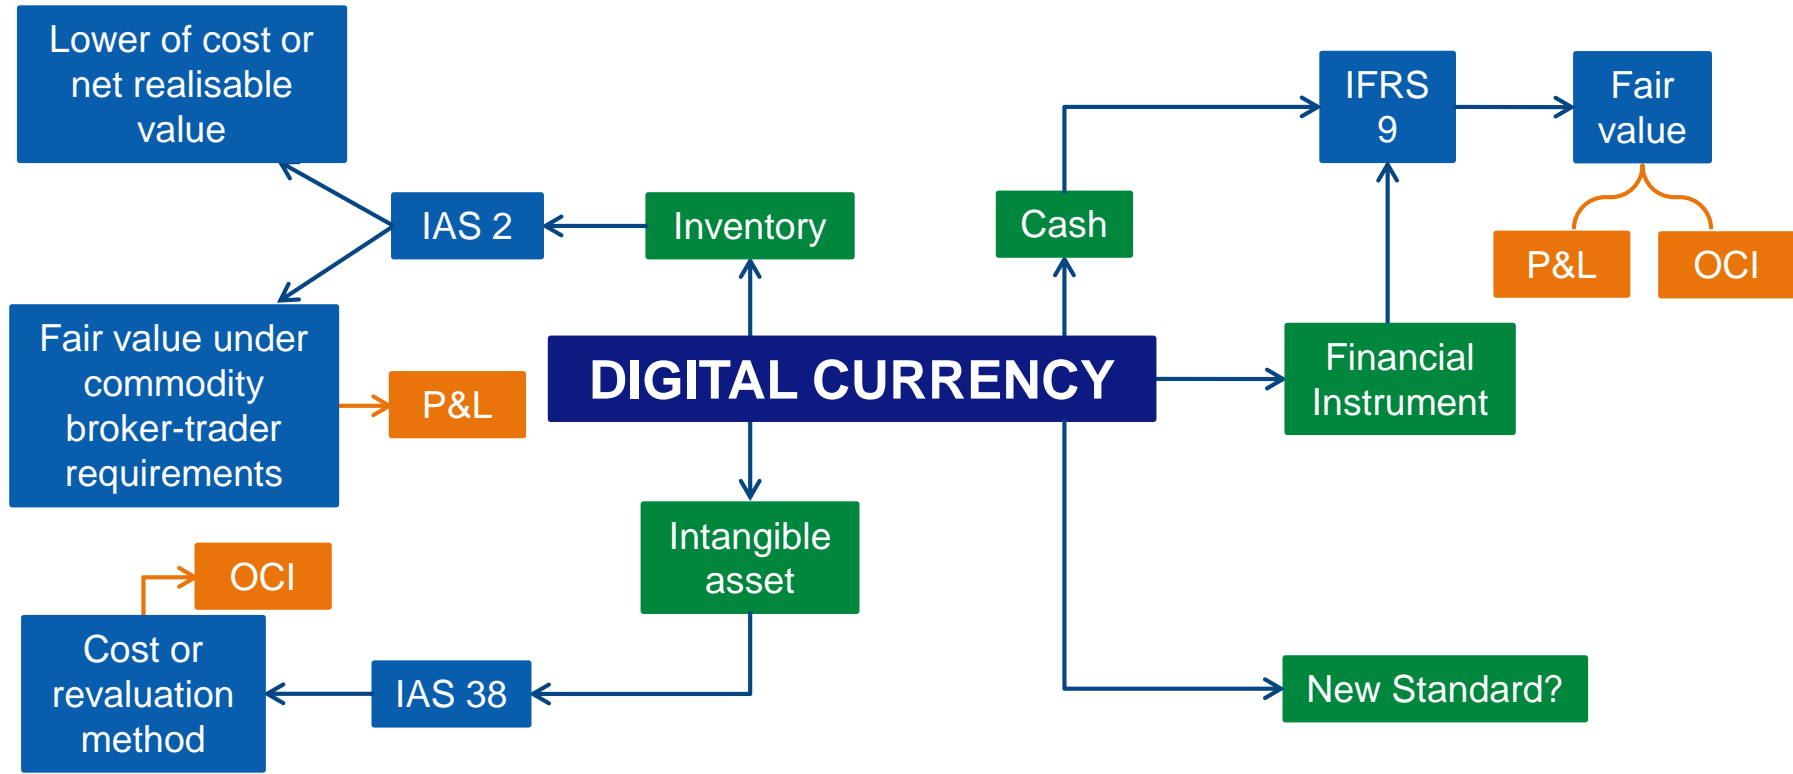 Lower of cost or
net realisable
value
IAS 2
Inventory
Cash
IFRS
9
Fair
value
P&L
OCI
Fair value under
commodity
broker-trader
requirements
P&L
DIGITAL CURRENCY
Financial
Instrument
Intangible
asset
OCI
Cost or
revaluation
method
IAS 38
New Standard?